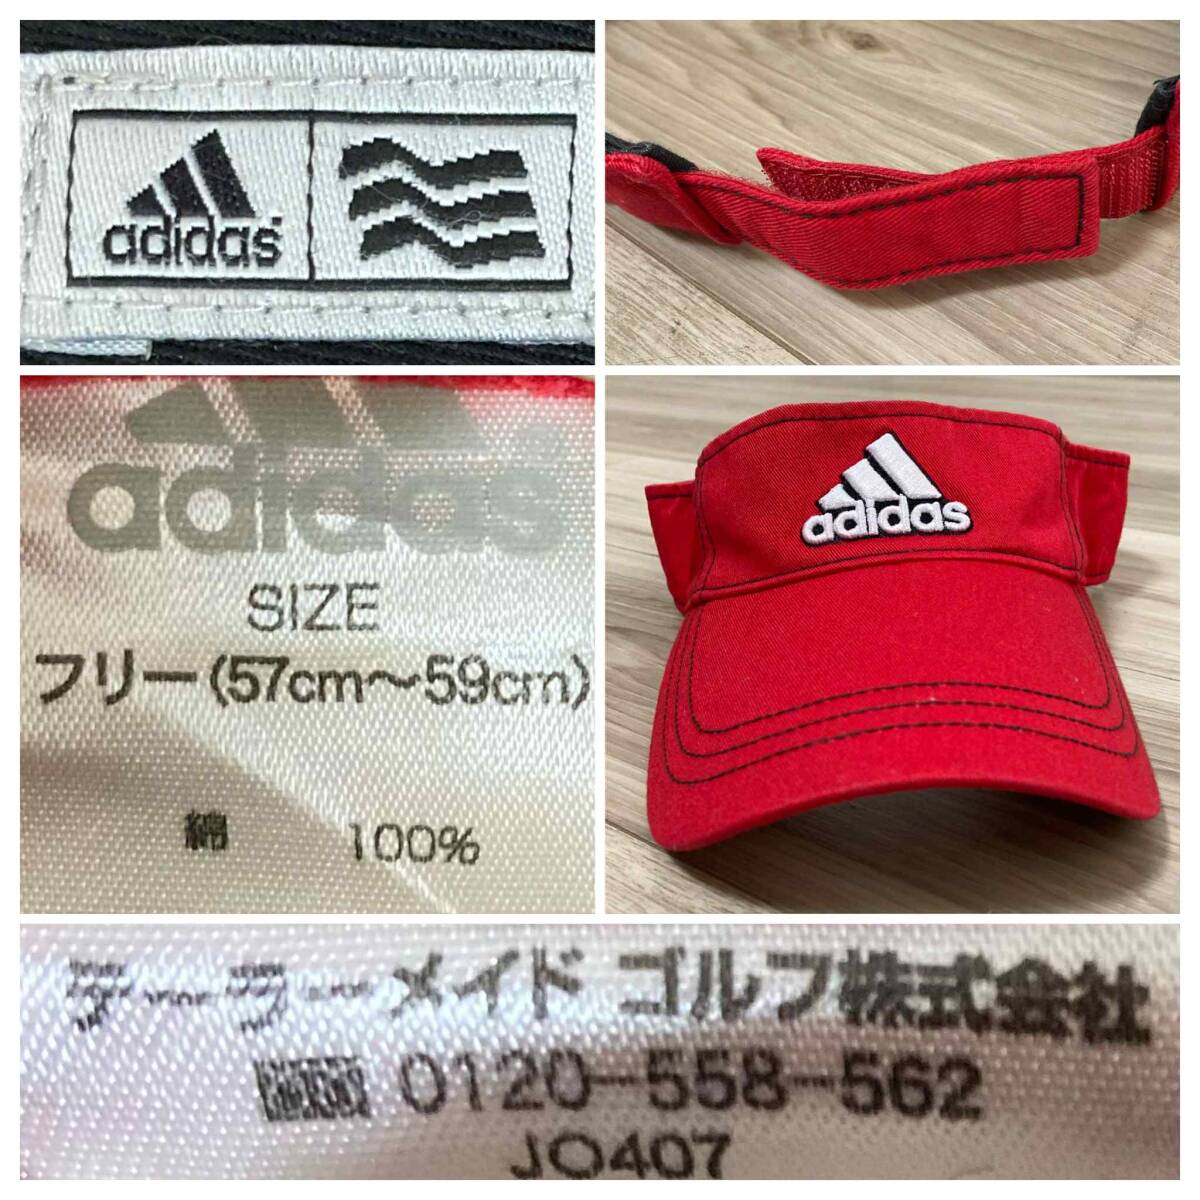 adidas
adidas
SIZE
フリー(57cm～59cm)
綿 100%
adidas
テーラーメイド ゴルフ株式会社
0120-558-562
JO407